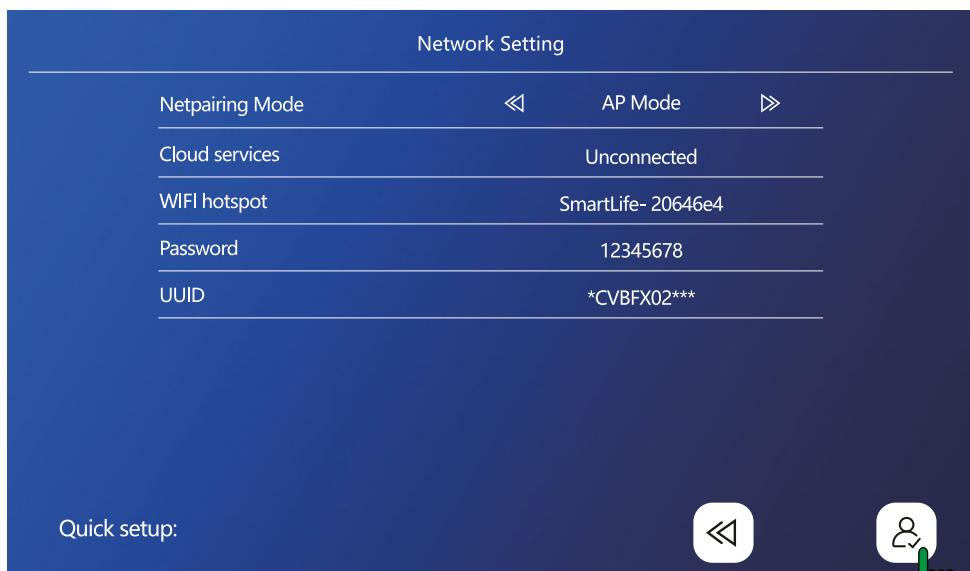 Network Setting
Netpairing Mode AP Mode
Cloud services Unconnected
WIFI hotspot SmartLife- 20646e4
Password 12345678
UUID *CVBFX02***
Quick setup: